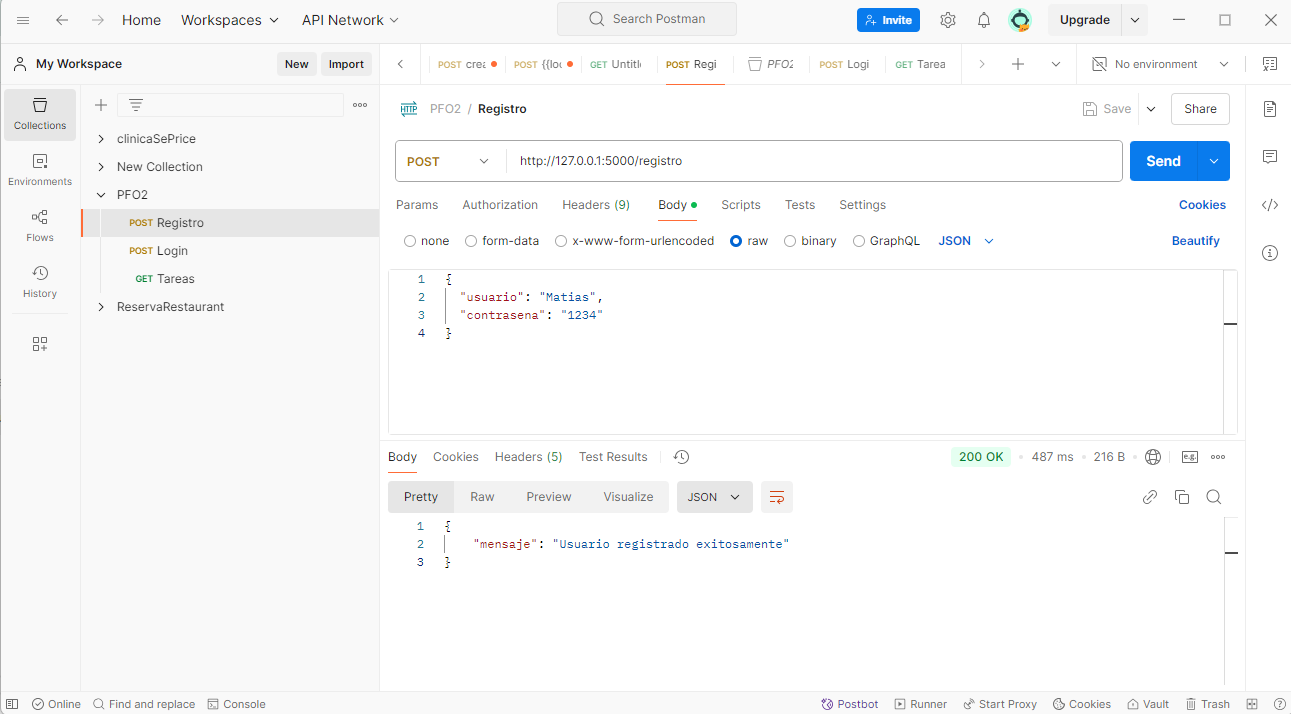 Home Workspaces API Network Search Postman Invite Upgrade
My Workspace New Import
POST crea POST {{loc GET Untitle POST Regi PFO2 POST Logi GET Tarea No environment
Collections
Environments
Flows
History
clinicaSePrice
New Collection
PFO2
POST Registro
POST Login
GET Tareas
ReservaRestaurant
HTTP PFO2 / Registro Save Share
POST http://127.0.0.1:5000/registro Send
Params Authorization Headers (9) Body Scripts Tests Settings Cookies
none form-data x-www-form-urlencoded raw binary GraphQL JSON Beautify
1 {
2 "usuario": "Matias",
3 "contrasena": "1234"
4 }
Body Cookies Headers (5) Test Results 200 OK 487 ms 216 B e.g.
Pretty Raw Preview Visualize JSON
1 {
2 "mensaje": "Usuario registrado exitosamente"
3 }
Online Find and replace Console Postbot Runner Start Proxy Cookies Vault Trash